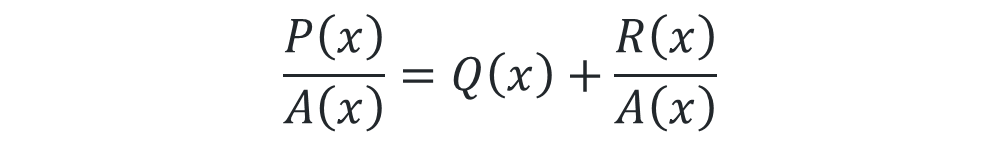 P(x)/A(x) = Q(x) + R(x)/A(x)